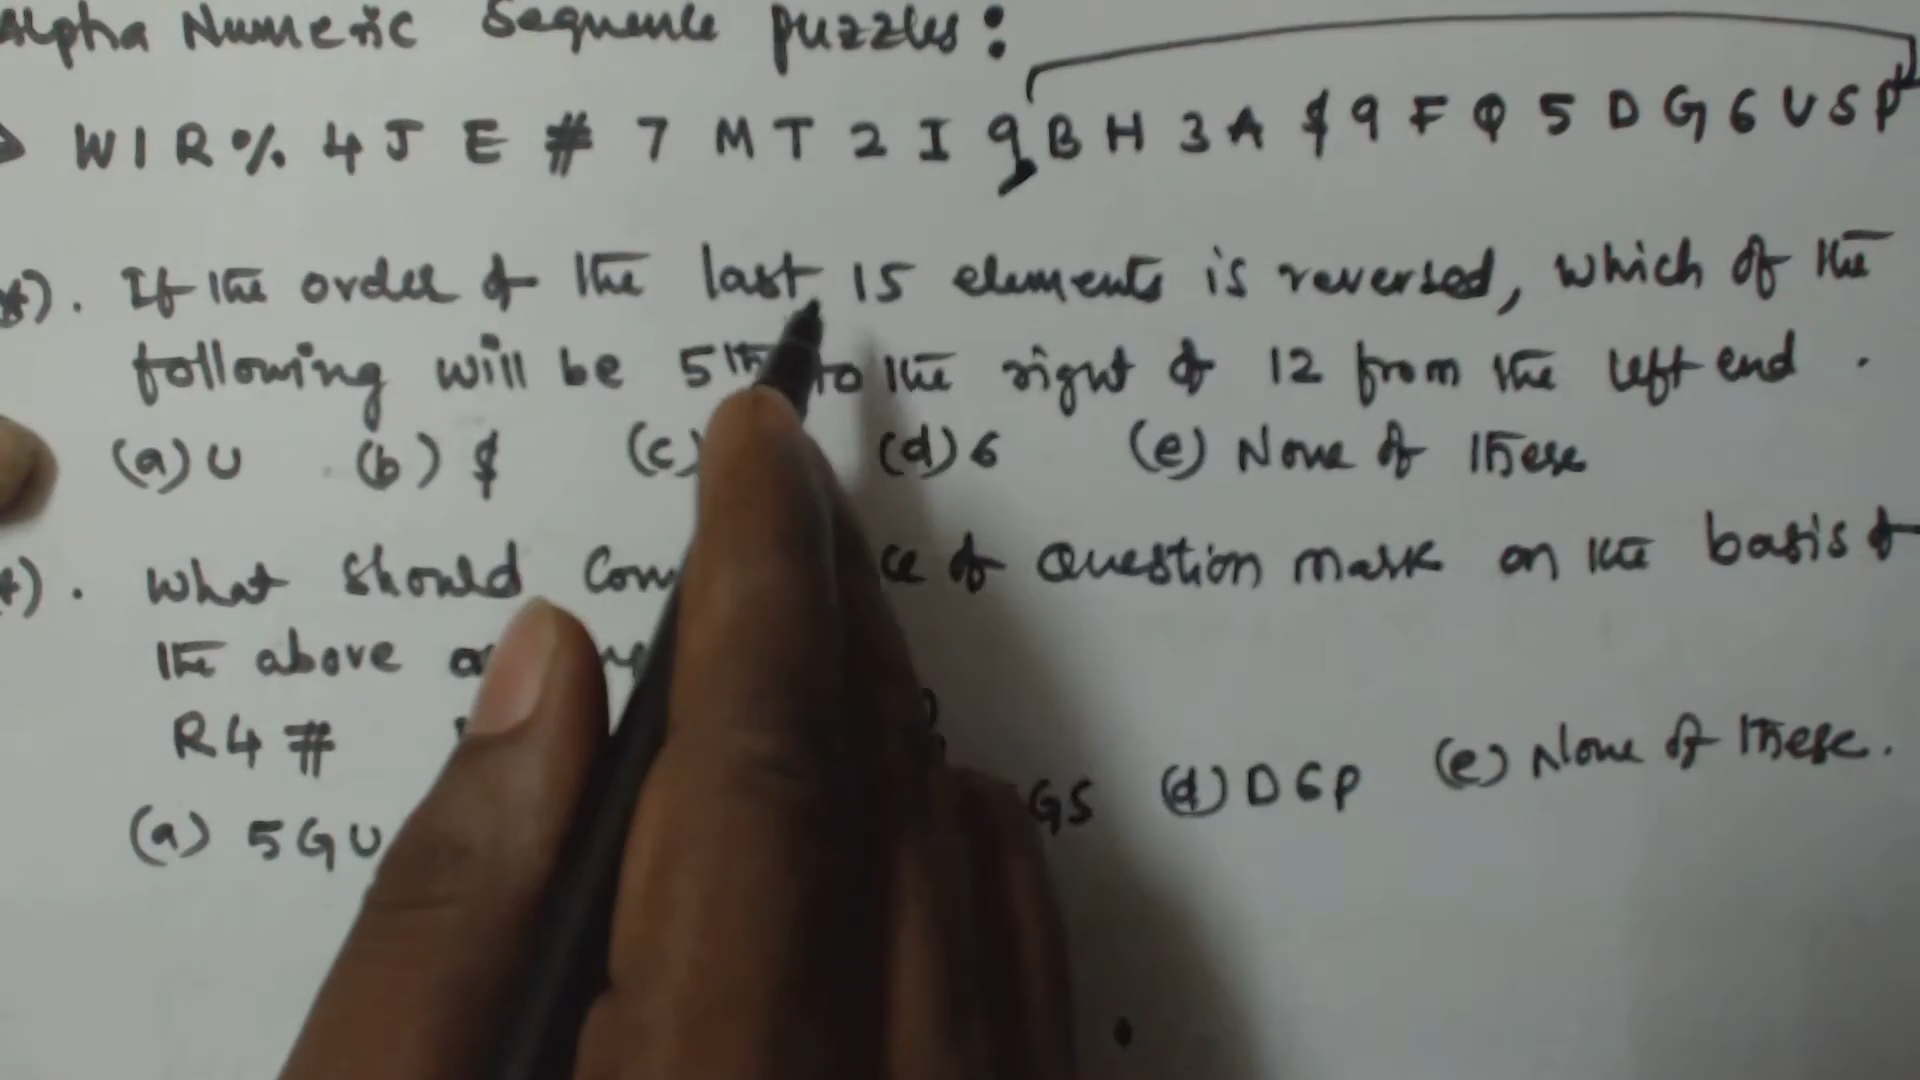 Alpha Numeric Sequence puzzles:
W 1 R % 4 J E # 7 M T 2 I 9 B H 3 A $ 9 F Q 5 D G 6 U S P
. If the order of the last 15 elements is reversed, which of the
following will be 5th to the right of 12 from the left end .
(a) U (b) $ (c) (d) 6 (e) None of these
. What should of question mark on the basis of
the above
R4#
(a) 5GU GS (d) D6P (e) None of these.